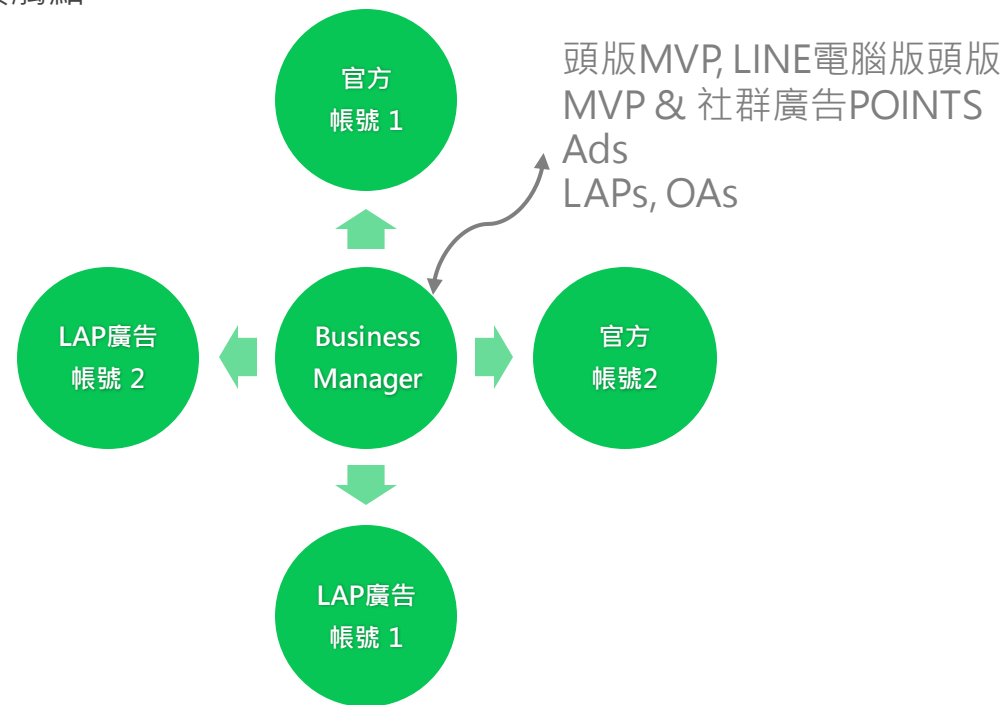 官方
帳號 1
頭版MVP, LINE電腦版頭版
MVP & 社群廣告POINTS
Ads
LAPs, OAs
LAP廣告
帳號 2
Business
Manager
官方
帳號2
LAP廣告
帳號 1